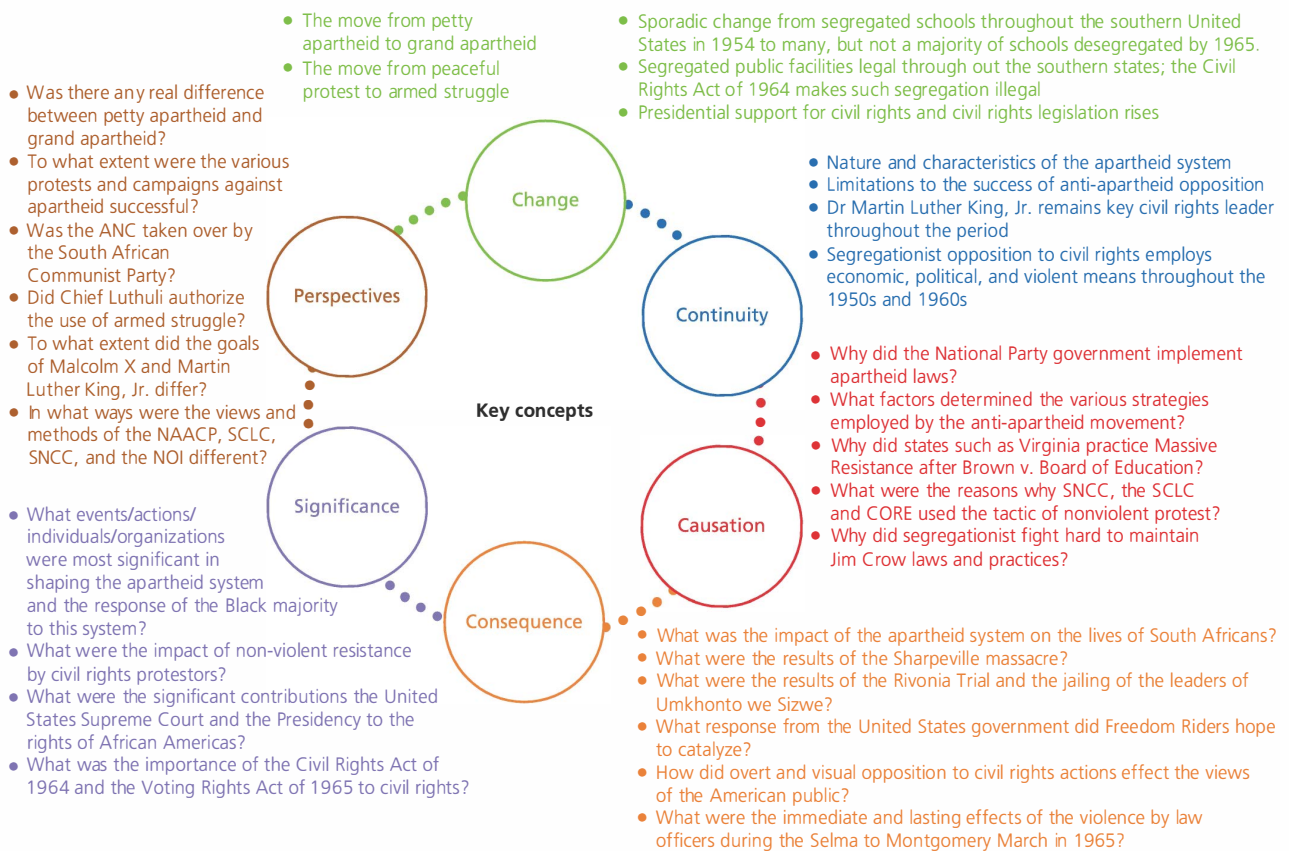 • The move from petty
apartheid to grand apartheid
• The move from peaceful
protest to armed struggle
• Sporadic change from segregated schools throughout the southern United
States in 1954 to many, but not a majority of schools desegregated by 1965.
• Segregated public facilities legal through out the southern states; the Civil
Rights Act of 1964 makes such segregation illegal
• Presidential support for civil rights and civil rights legislation rises
• Was there any real difference
between petty apartheid and
grand apartheid?
• To what extent were the various
protests and campaigns against
apartheid successful?
• Was the ANC taken over by
the South African
Communist Party?
• Did Chief Luthuli authorize
the use of armed struggle?
• To what extent did the goals
of Malcolm X and Martin
Luther King, Jr. differ?
• In what ways were the views and
methods of the NAACP, SCLC,
SNCC, and the NOI different?
Change
• Nature and characteristics of the apartheid system
• Limitations to the success of anti-apartheid opposition
• Dr Martin Luther King, Jr. remains key civil rights leader
throughout the period
• Segregationist opposition to civil rights employs
economic, political, and violent means throughout the
1950s and 1960s
Perspectives
Continuity
• Why did the National Party government implement
apartheid laws?
• What factors determined the various strategies
employed by the anti-apartheid movement?
• Why did states such as Virginia practice Massive
Resistance after Brown v. Board of Education?
• What were the reasons why SNCC, the SCLC
and CORE used the tactic of nonviolent protest?
• Why did segregationist fight hard to maintain
Jim Crow laws and practices?
Key concepts
Significance
Causation
• What events/actions/
individuals/organizations
were most significant in
shaping the apartheid system
and the response of the Black majority
to this system?
• What were the impact of non-violent resistance
by civil rights protestors?
• What were the significant contributions the United
States Supreme Court and the Presidency to the
rights of African Americas?
• What was the importance of the Civil Rights Act of
1964 and the Voting Rights Act of 1965 to civil rights?
Consequence
• What was the impact of the apartheid system on the lives of South Africans?
• What were the results of the Sharpeville massacre?
• What were the results of the Rivonia Trial and the jailing of the leaders of
Umkhonto we Sizwe?
• What response from the United States government did Freedom Riders hope
to catalyze?
• How did overt and visual opposition to civil rights actions effect the views
of the American public?
• What were the immediate and lasting effects of the violence by law
officers during the Selma to Montgomery March in 1965?